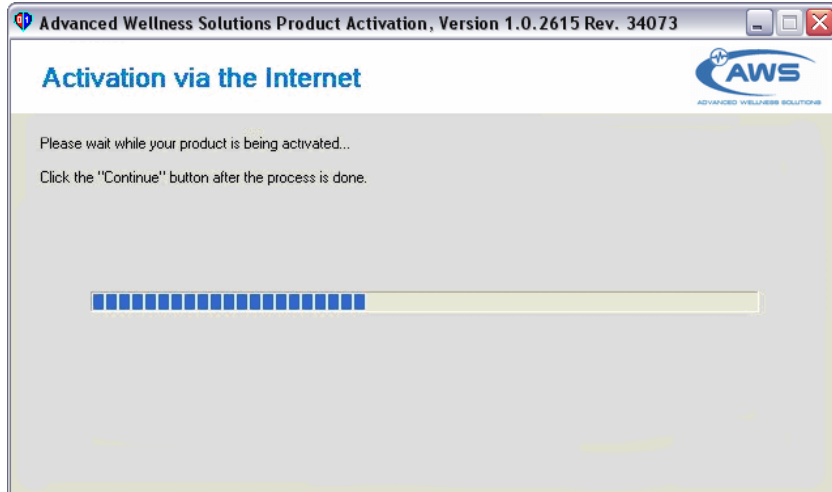 Advanced Wellness Solutions Product Activation, Version 1.0.2615 Rev. 34073
Activation via the Internet
AWS
ADVANCED WELLNESS SOLUTIONS
Please wait while your product is being activated...
Click the "Continue" button after the process is done.